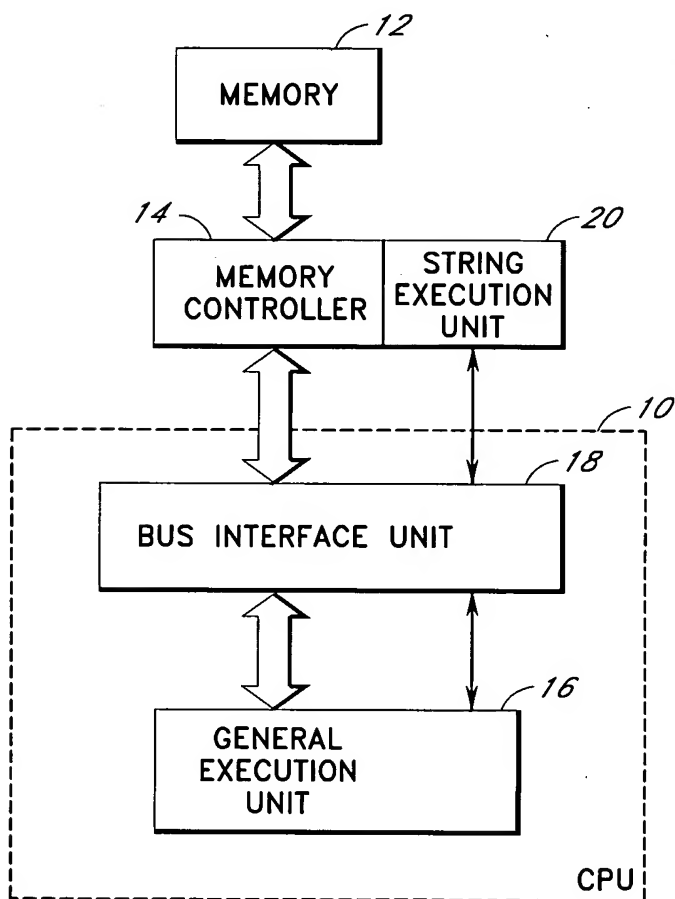 12
MEMORY
14
20
MEMORY
CONTROLLER
STRING
EXECUTION
UNIT
10
18
BUS INTERFACE UNIT
16
GENERAL
EXECUTION
UNIT
CPU